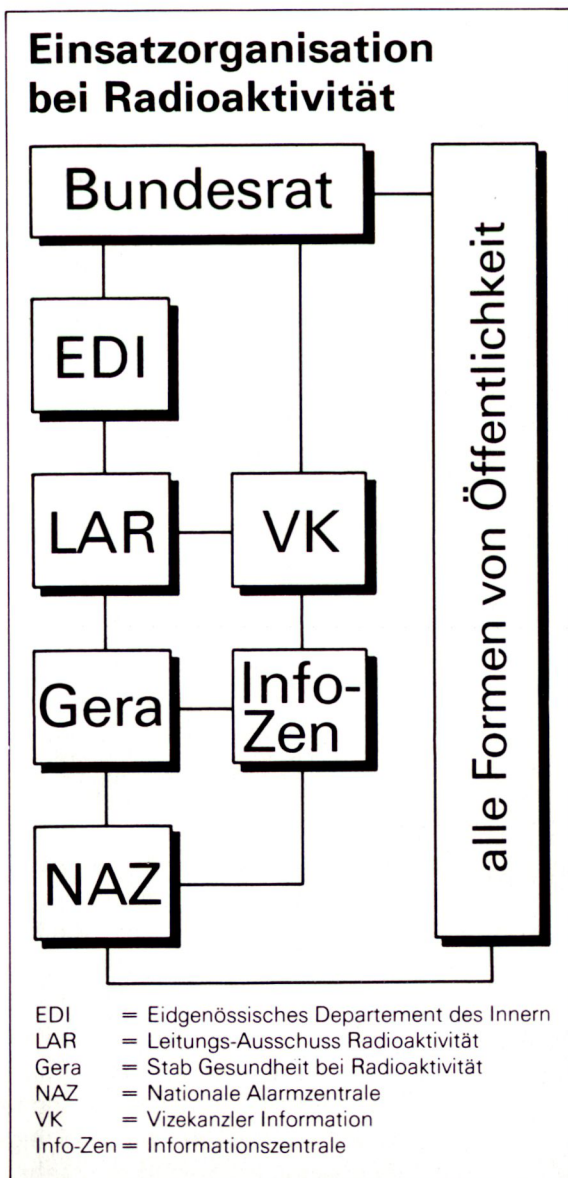 Einsatzorganisation
bei Radioaktivität
Bundesrat
EDI
LAR
VK
Gera
Info-
Zen
NAZ
alle Formen von Öffentlichkeit
EDI = Eidgenössisches Departement des Innern
LAR = Leitungs-Ausschuss Radioaktivität
Gera = Stab Gesundheit bei Radioaktivität
NAZ = Nationale Alarmzentrale
VK = Vizekanzler Information
Info-Zen = Informationszentrale